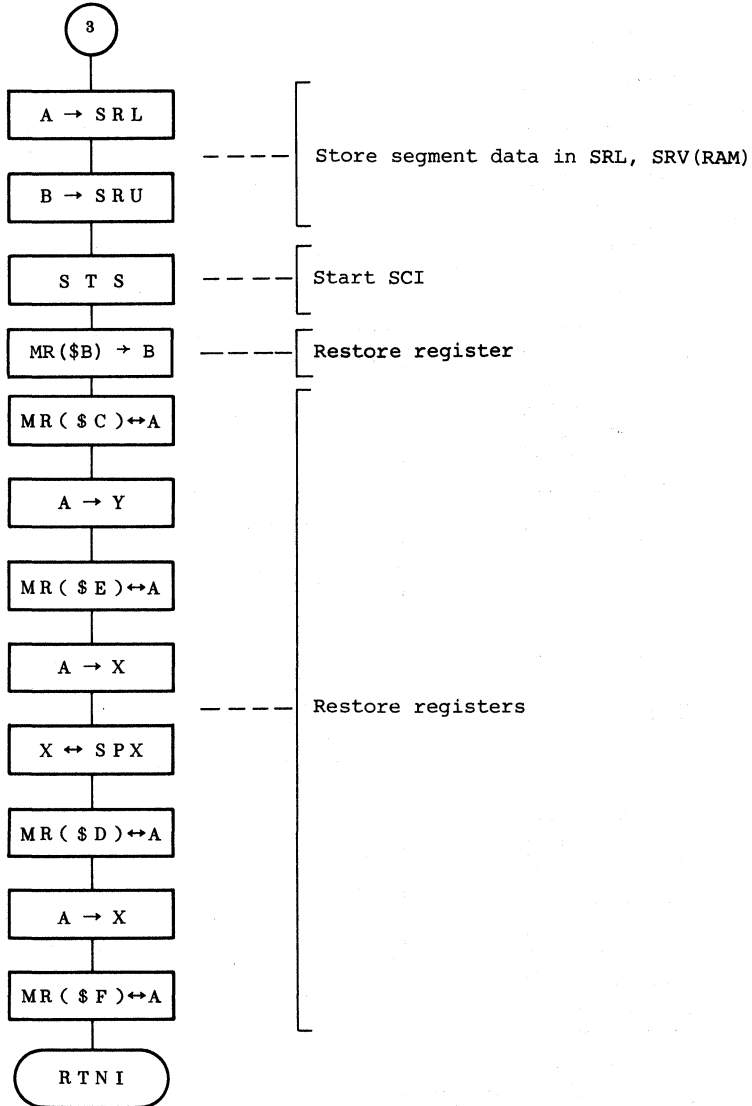 3
A → SRL
Store segment data in SRL, SRV(RAM)
B → SRU
STS
Start SCI
MR($B) → B
Restore register
MR($C)↔A
A → Y
MR($E)↔A
A → X
Restore registers
X ↔ SPX
MR($D)↔A
A → X
MR($F)↔A
RTNI